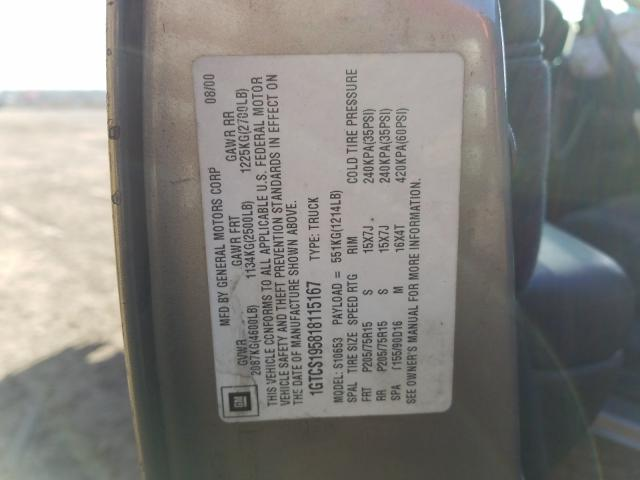 GM
MFD BY GENERAL MOTORS CORP 08/00
GVWR GAWR FRT GAWR RR
2087KG(4600LB) 1134KG(2500LB) 1225KG(2700LB)
THIS VEHICLE CONFORMS TO ALL APPLICABLE U.S. FEDERAL MOTOR
VEHICLE SAFETY AND THEFT PREVENTION STANDARDS IN EFFECT ON
THE DATE OF MANUFACTURE SHOWN ABOVE.
1GTCS195818115167 TYPE: TRUCK
MODEL: S10653 PAYLOAD = 551KG(1214LB)
SPAL TIRE SIZE SPEED RTG RIM COLD TIRE PRESSURE
FRT P205/75R15 S 15X7J 240KPA(35PSI)
RR P205/75R15 S 15X7J 240KPA(35PSI)
SPA T155/90D16 M 16X4T 420KPA(60PSI)
SEE OWNER'S MANUAL FOR MORE INFORMATION.